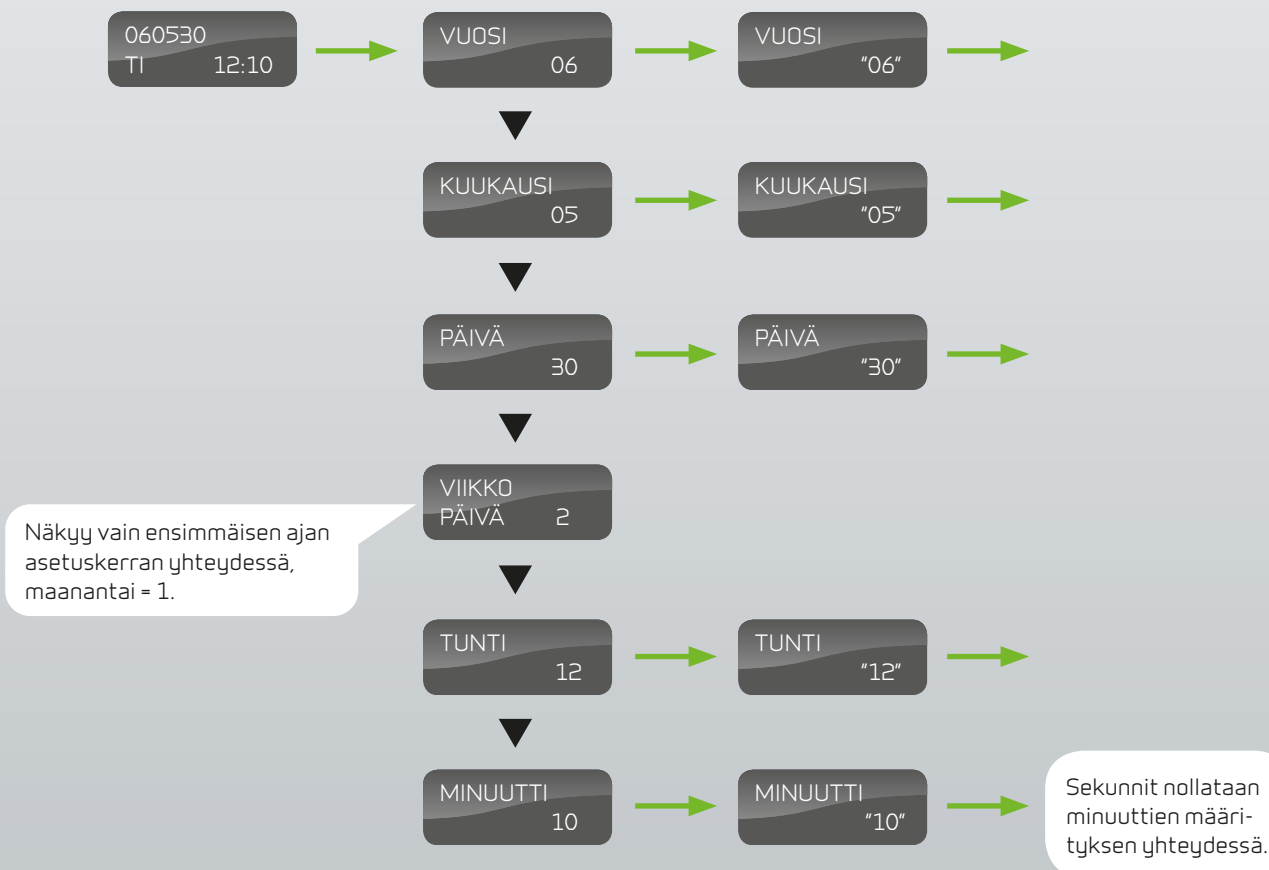 060530
TI 12:10
VUOSI
06
VUOSI
"06"
KUUKAUSI
05
KUUKAUSI
"05"
PÄIVÄ
30
PÄIVÄ
"30"
VIIKKO
PÄIVÄ 2
Näkyy vain ensimmäisen ajan
asetuskerran yhteydessä,
maanantai = 1.
TUNTI
12
TUNTI
"12"
MINUUTTI
10
MINUUTTI
"10"
Sekunnit nollataan
minuuttien määri-
tyksen yhteydessä.